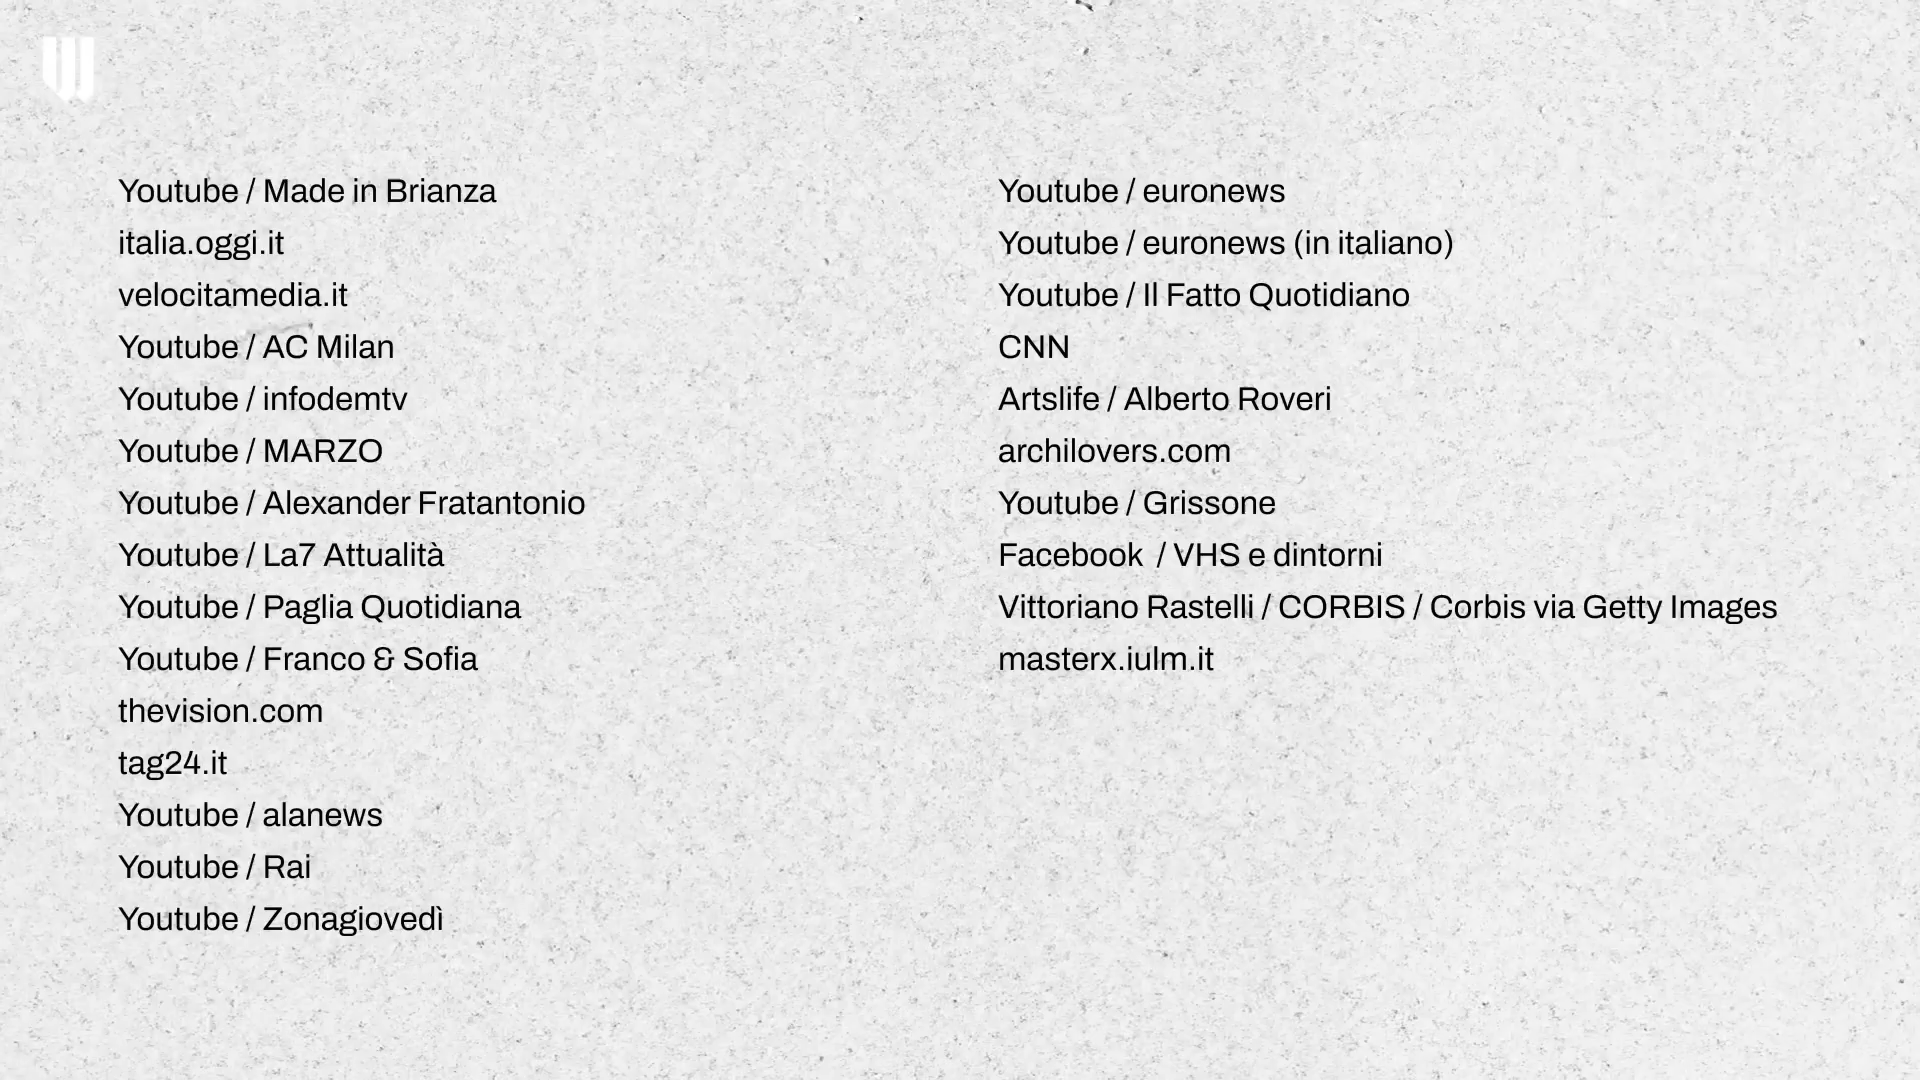 Youtube / Made in Brianza
italia.oggi.it
velocitamedia.it
Youtube / AC Milan
Youtube / infodemtv
Youtube / MARZO
Youtube / Alexander Fratantonio
Youtube / La7 Attualità
Youtube / Paglia Quotidiana
Youtube / Franco & Sofia
thevision.com
tag24.it
Youtube / alanews
Youtube / Rai
Youtube / Zonagiovedì
Youtube / euronews
Youtube / euronews (in italiano)
Youtube / Il Fatto Quotidiano
CNN
Artslife / Alberto Roveri
archilovers.com
Youtube / Grissone
Facebook  / VHS e dintorni
Vittoriano Rastelli / CORBIS / Corbis via Getty Images
masterx.iulm.it